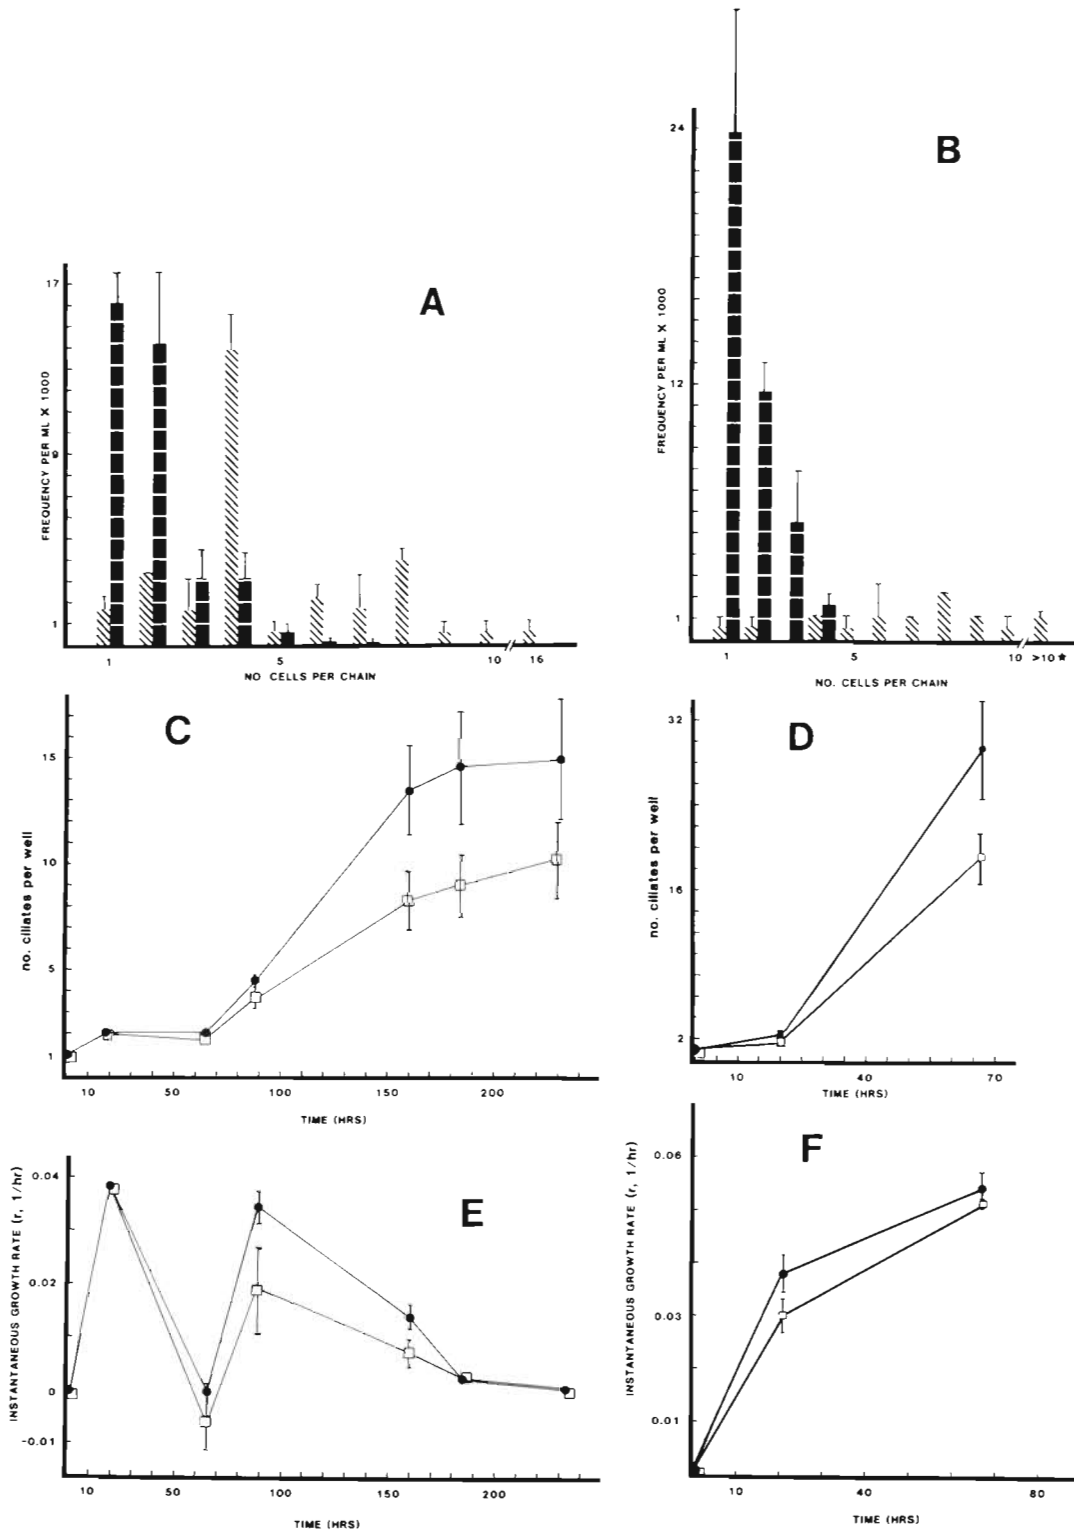 A
17
9
1
FREQUENCY PER ML X 1000
1 5 10 16
NO. CELLS PER CHAIN
B
24
12
1
FREQUENCY PER ML X 1000
1 5 10 >10*
NO. CELLS PER CHAIN
C
15
10
5
1
no. ciliates per well
10 50 100 150 200
TIME (HRS)
D
32
16
2
no. ciliates per well
10 40 70
TIME (HRS)
E
0.04
0.02
0
-0.01
INSTANTANEOUS GROWTH RATE (r, 1/hr)
10 50 100 150 200
TIME (HRS)
F
0.06
0.03
0.01
INSTANTANEOUS GROWTH RATE (r, 1/hr)
10 40 80
TIME (HRS)